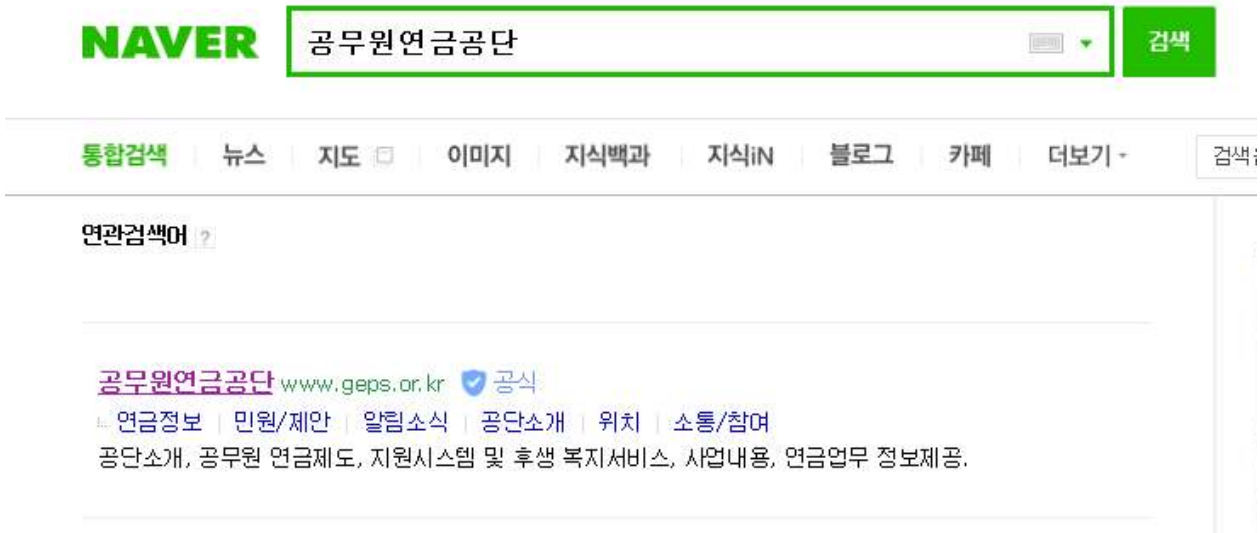 NAVER 공무원연금공단 검색
통합검색 뉴스 지도 이미지 지식백과 지식iN 블로그 카페 더보기 검색
연관검색어 ?
공무원연금공단 www.geps.or.kr 공식
연금정보 | 민원/제안 | 알림소식 | 공단소개 | 위치 | 소통/참여
공단소개, 공무원 연금제도, 지원시스템 및 후생 복지서비스, 사업내용, 연금업무 정보제공.